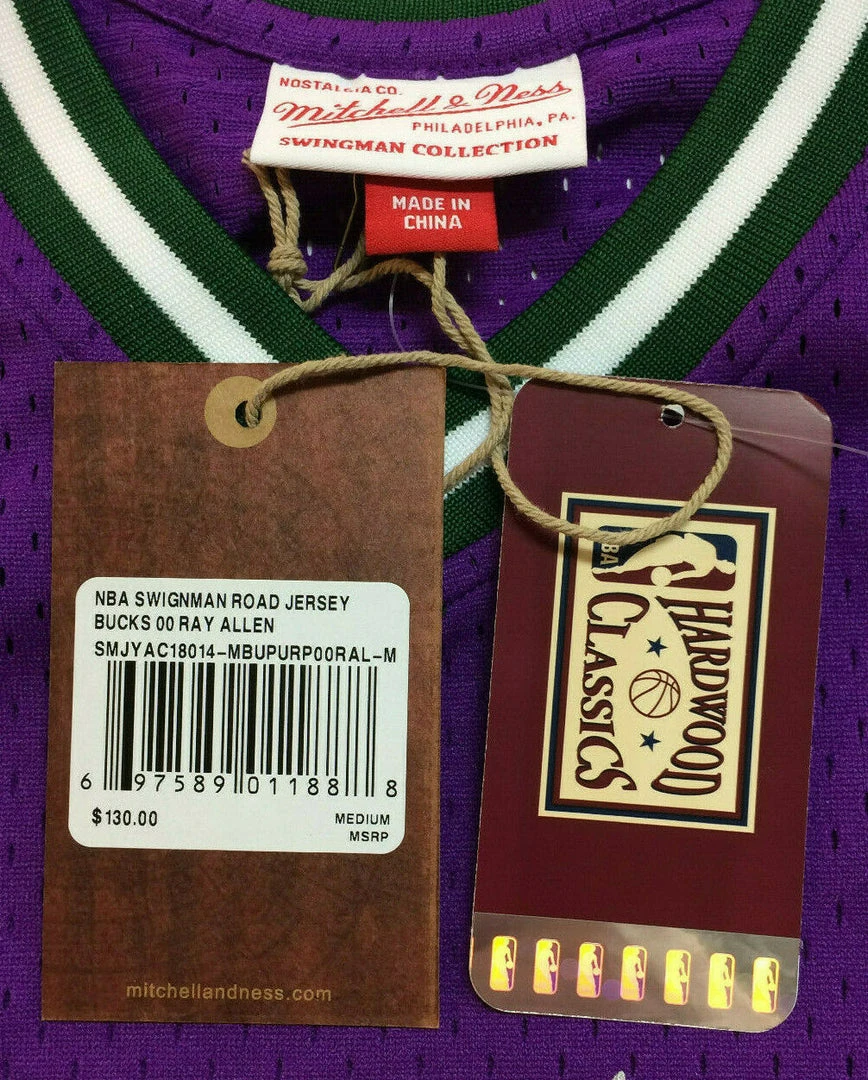 NOSTALGIA CO.
Mitchell & Ness
PHILADELPHIA, PA.
SWINGMAN COLLECTION
MADE IN
CHINA
NBA SWIGNMAN ROAD JERSEY
BUCKS 00 RAY ALLEN
SMJYAC18014-MBUPURP00RAL-M
6 97589 01188 8
$130.00
MEDIUM
MSRP
mitchellandness.com
NBA
HARDWOOD
CLASSICS